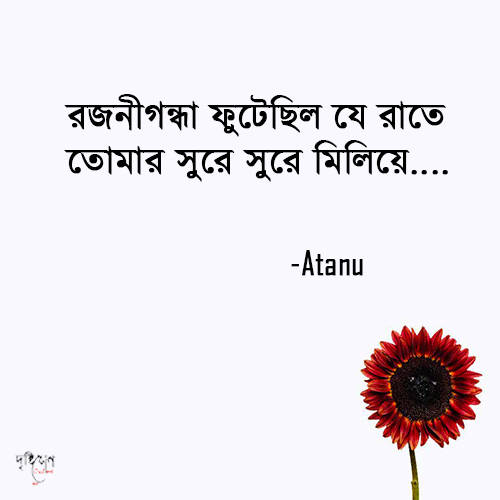 রজনীগন্ধা ফুটেছিল যে রাতে
তোমার সুরে সুরে মিলিয়ে....
-Atanu